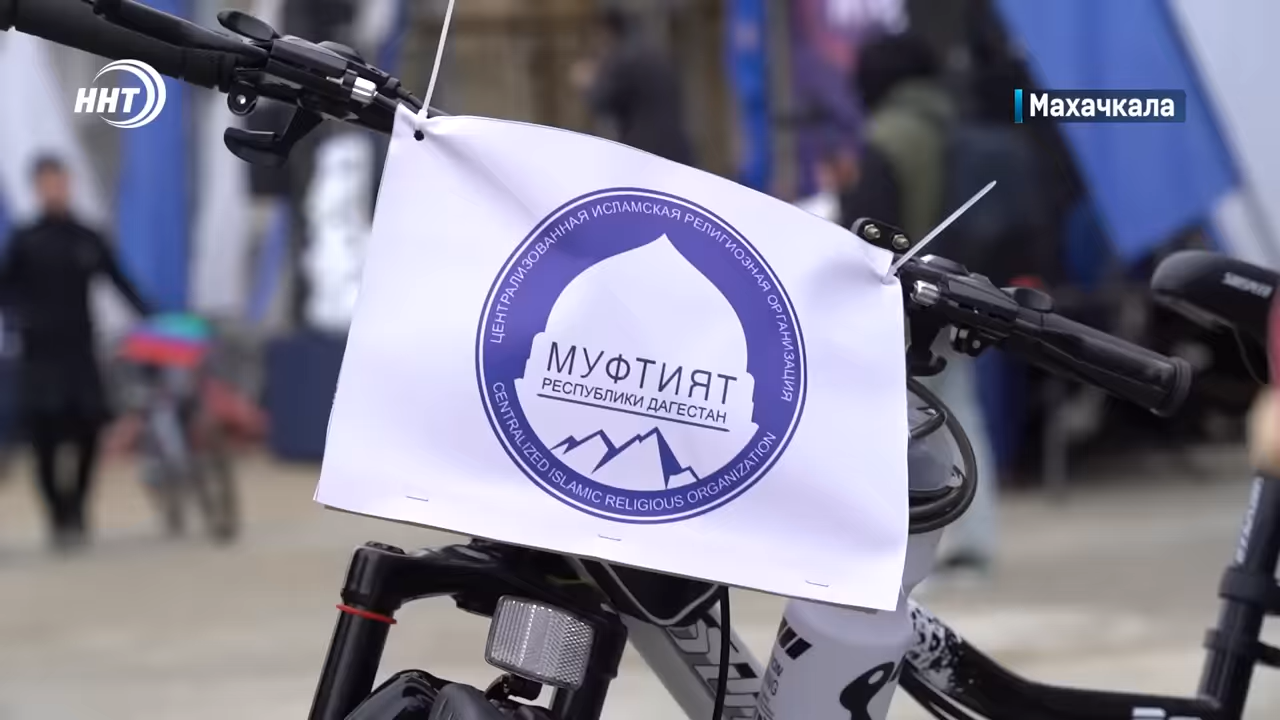 ННТ
Махачкала
ЦЕНТРАЛИЗОВАННАЯ ИСЛАМСКАЯ РЕЛИГИОЗНАЯ ОРГАНИЗАЦИЯ
МУФТИЯТ
РЕСПУБЛИКИ ДАГЕСТАН
CENTRALIZED ISLAMIC RELIGIOUS ORGANIZATION